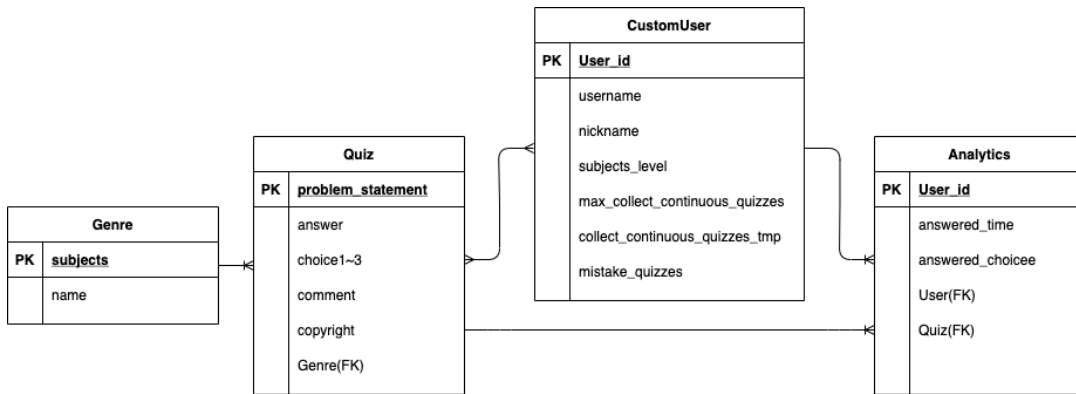 Genre
PK subjects
name
Quiz
PK problem_statement
answer
choice1~3
comment
copyright
Genre(FK)
CustomUser
PK User_id
username
nickname
subjects_level
max_collect_continuous_quizzes
collect_continuous_quizzes_tmp
mistake_quizzes
Analytics
PK User_id
answered_time
answered_choicee
User(FK)
Quiz(FK)